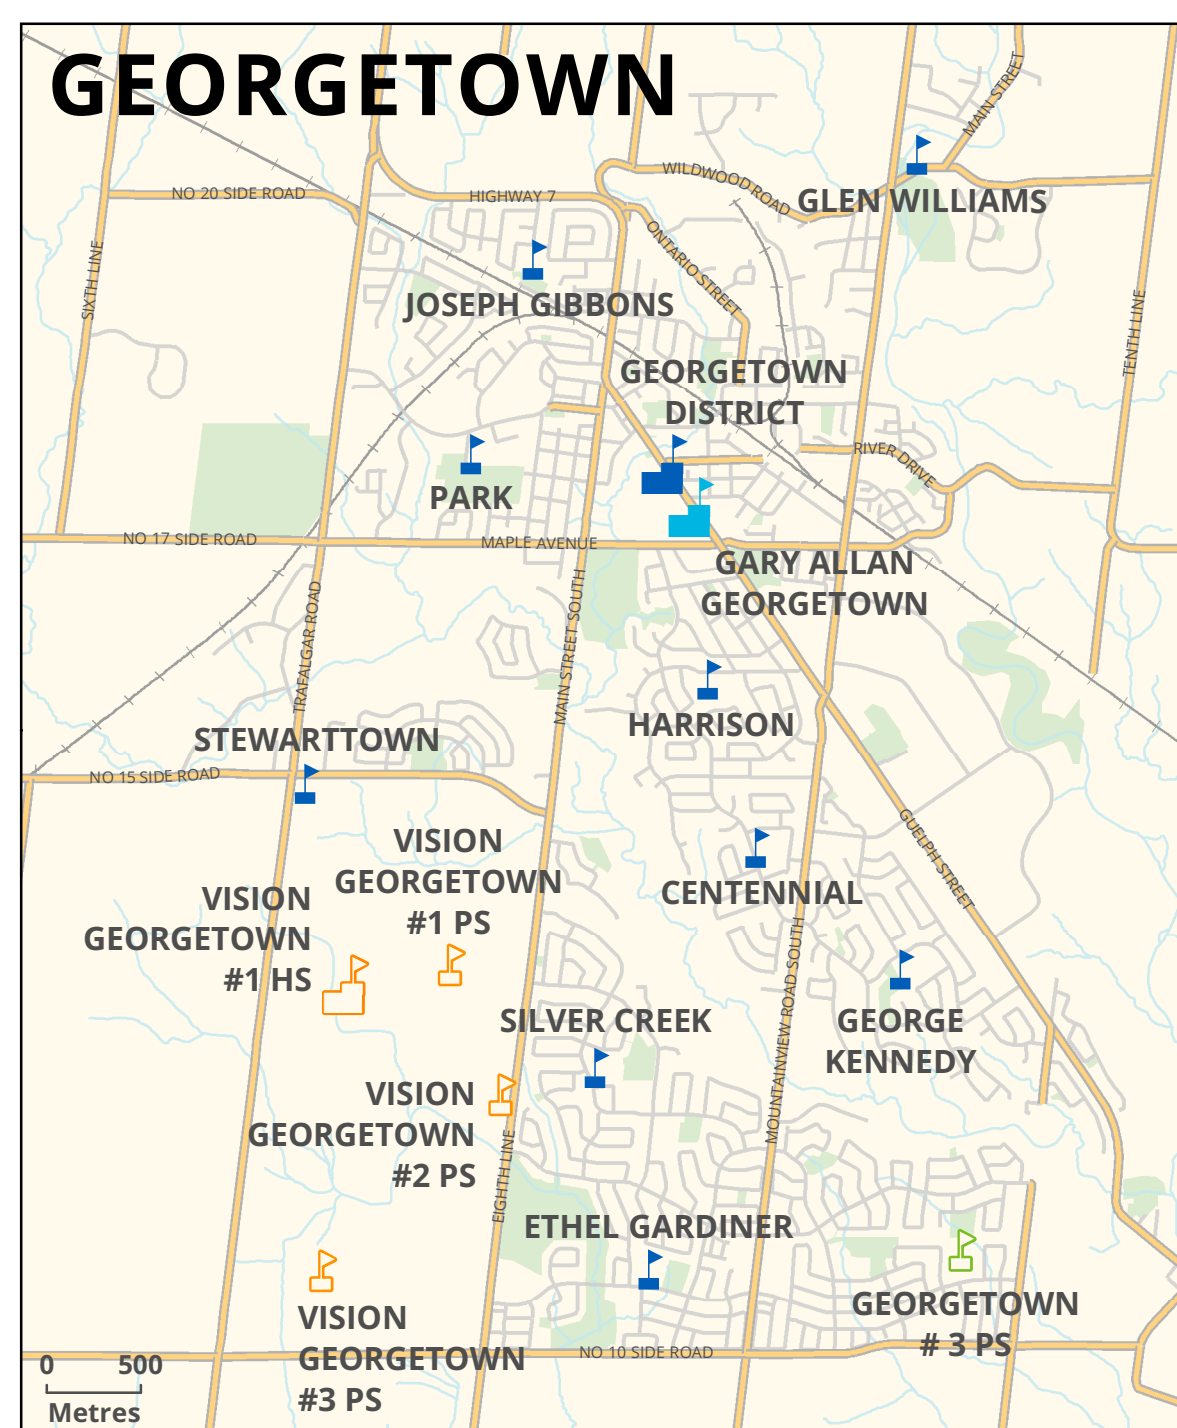 GEORGETOWN
MAIN STREET
WILDWOOD ROAD
NO 20 SIDE ROAD
HIGHWAY 7
GLEN WILLIAMS
ONTARIO STREET
SIXTH LINE
JOSEPH GIBBONS
TENTH LINE
GEORGETOWN
DISTRICT
RIVER DRIVE
PARK
NO 17 SIDE ROAD
MAPLE AVENUE
GARY ALLAN
GEORGETOWN
TRAFALGAR ROAD
MAIN STREET SOUTH
HARRISON
STEWARTTOWN
NO 15 SIDE ROAD
VISION
GEORGETOWN
#1 PS
GUELPH STREET
CENTENNIAL
VISION
GEORGETOWN
#1 HS
MOUNTAINVIEW ROAD SOUTH
SILVER CREEK
GEORGE
KENNEDY
VISION
GEORGETOWN
#2 PS
EIGHTH LINE
ETHEL GARDINER
GEORGETOWN
# 3 PS
VISION
GEORGETOWN
#3 PS
NO 10 SIDE ROAD
0 500
Metres